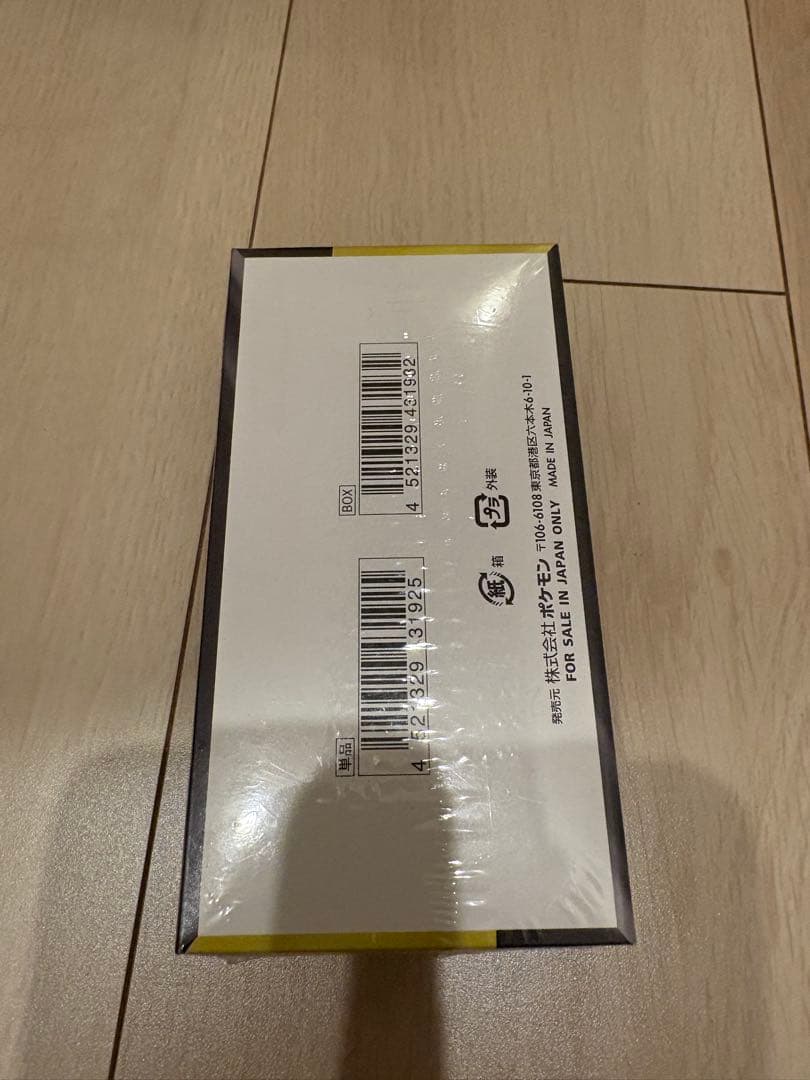 単品
4 521329 431925
BOX
4 521329 431932
紙 箱
プラ 外装
発売元 株式会社 ポケモン 〒106-6108 東京都港区六本木6-10-1
FOR SALE IN JAPAN ONLY MADE IN JAPAN